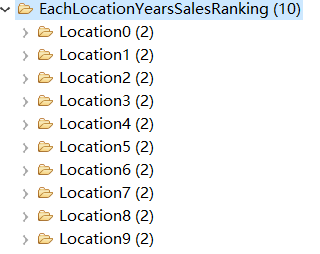 EachLocationYearsSalesRanking (10)
Location0 (2)
Location1 (2)
Location2 (2)
Location3 (2)
Location4 (2)
Location5 (2)
Location6 (2)
Location7 (2)
Location8 (2)
Location9 (2)